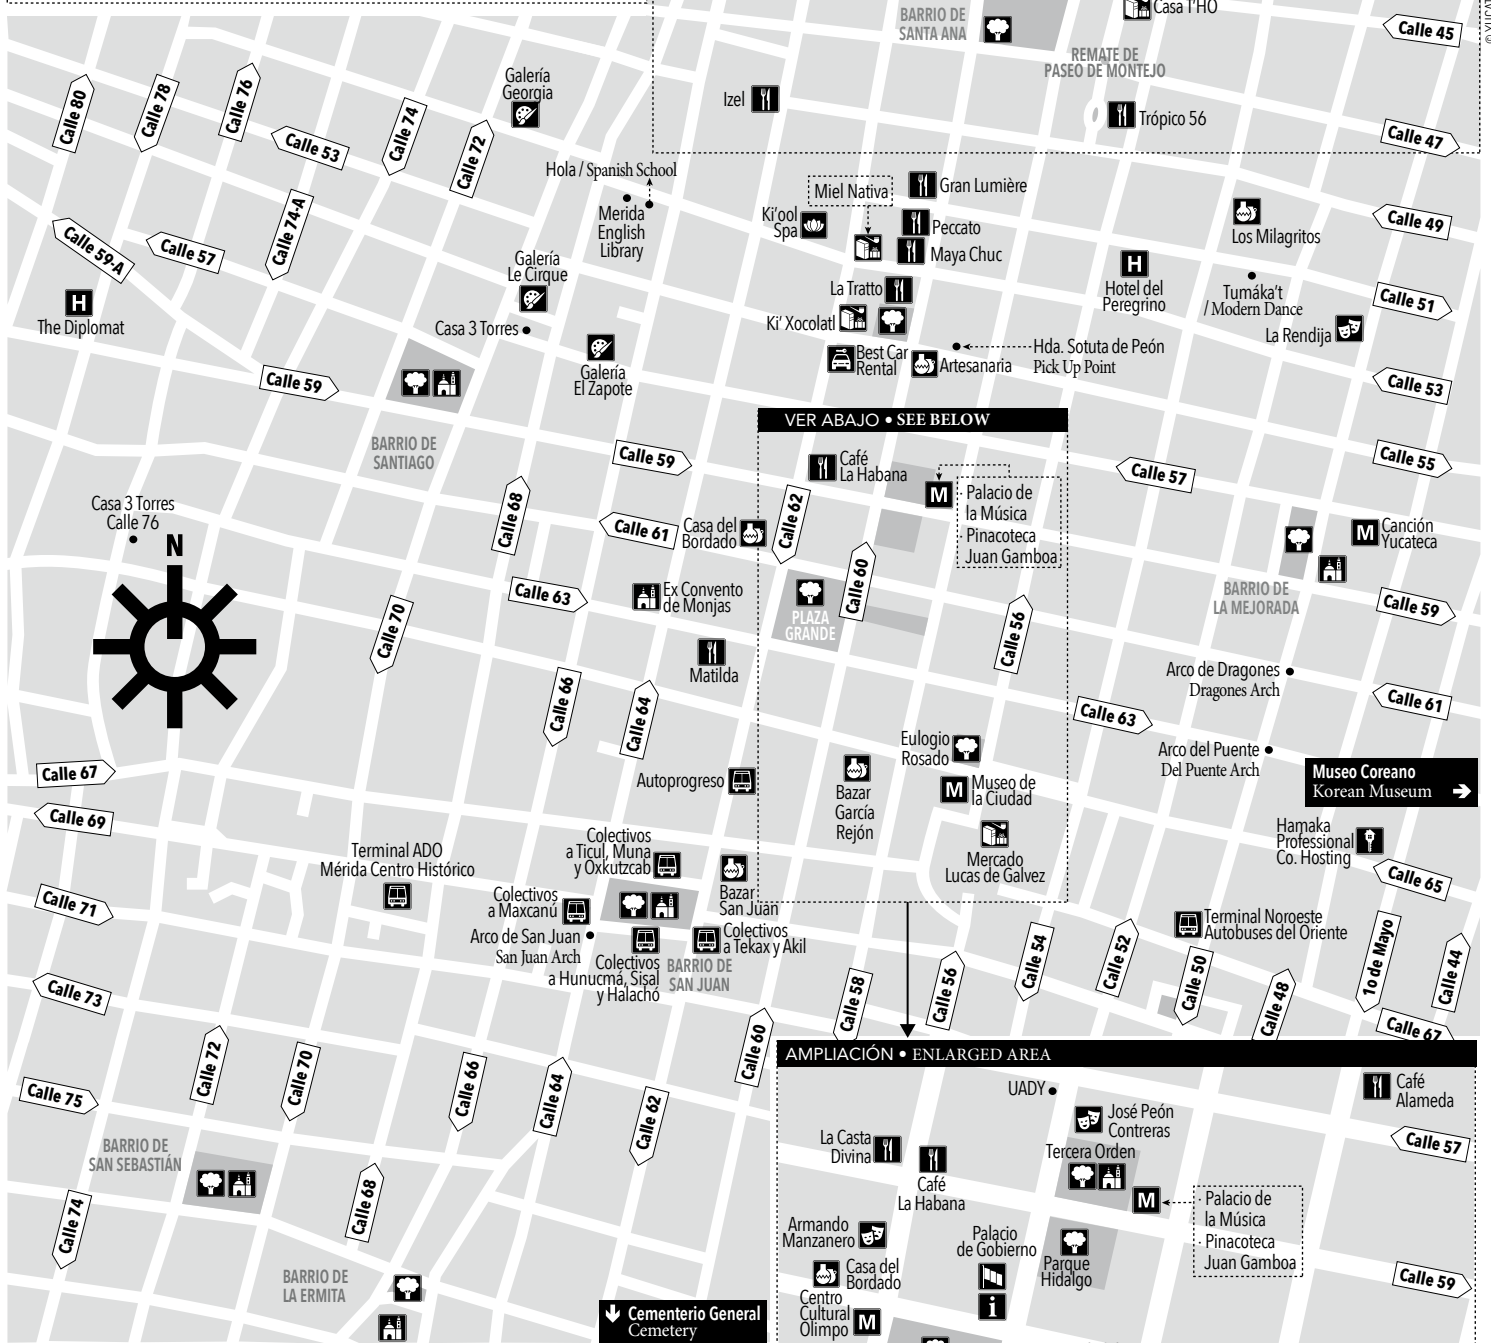 Casa T'HO
BARRIO DE
SANTA ANA
Calle 45
REMATE DE
PASEO DE MONTEJO
Galería
Georgia
Izel
Trópico 56
Calle 80
Calle 78
Calle 76
Calle 53
Calle 74
Calle 72
Calle 47
Hola / Spanish School
Merida
English
Library
Miel Nativa
Gran Lumière
Ki'ool
Spa
Peccato
Maya Chuc
Los Milagritos
Calle 49
Calle 59-A
Calle 57
Calle 74-A
Galería
Le Cirque
La Tratto
H
Hotel del
Peregrino
Tumáka't
/ Modern Dance
Calle 51
H
The Diplomat
Casa 3 Torres
Ki' Xocolatl
La Rendija
Galería
El Zapote
Best Car
Rental
Artesanaria
Hda. Sotuta de Peón
Pick Up Point
Calle 59
Calle 53
VER ABAJO • SEE BELOW
BARRIO DE
SANTIAGO
Calle 59
Café
La Habana
Calle 57
Calle 55
M
· Palacio de
la Música
· Pinacoteca
Juan Gamboa
Casa 3 Torres
Calle 76
N
Calle 68
Calle 61
Casa del
Bordado
Calle 62
Calle 60
M
Canción
Yucateca
Calle 63
Ex Convento
de Monjas
PLAZA
GRANDE
BARRIO DE
LA MEJORADA
Calle 59
Calle 70
Calle 56
Matilda
Arco de Dragones
Dragones Arch
Calle 66
Calle 64
Calle 63
Calle 61
Eulogio
Rosado
Arco del Puente
Del Puente Arch
Calle 67
Autoprogreso
Bazar
García
Rejón
M
Museo de
la Ciudad
Museo Coreano
Korean Museum
Calle 69
Colectivos
a Ticul, Muna
y Oxkutzcab
Mercado
Lucas de Galvez
Hamaka
Professional
Co. Hosting
Terminal ADO
Mérida Centro Histórico
Calle 65
Calle 71
Colectivos
a Maxcanú
Bazar
San Juan
Arco de San Juan
San Juan Arch
Colectivos
a Tekax y Akil
Terminal Noroeste
Autobuses del Oriente
Colectivos
a Hunucmá, Sisal
y Halachó
BARRIO DE
SAN JUAN
Calle 73
Calle 58
Calle 56
Calle 54
Calle 52
Calle 50
Calle 48
1o de Mayo
Calle 44
Calle 67
Calle 72
Calle 70
Calle 66
Calle 64
Calle 62
Calle 60
AMPLIACIÓN • ENLARGED AREA
Calle 75
UADY
Café
Alameda
José Peón
Contreras
BARRIO DE
SAN SEBASTIÁN
La Casta
Divina
Tercera Orden
Calle 57
Café
La Habana
M
· Palacio de
la Música
· Pinacoteca
Juan Gamboa
Calle 74
Calle 68
Armando
Manzanero
Palacio
de Gobierno
Parque
Hidalgo
Casa del
Bordado
Calle 59
BARRIO DE
LA ERMITA
Centro
Cultural
Olimpo
M
i
Cementerio General
Cemetery